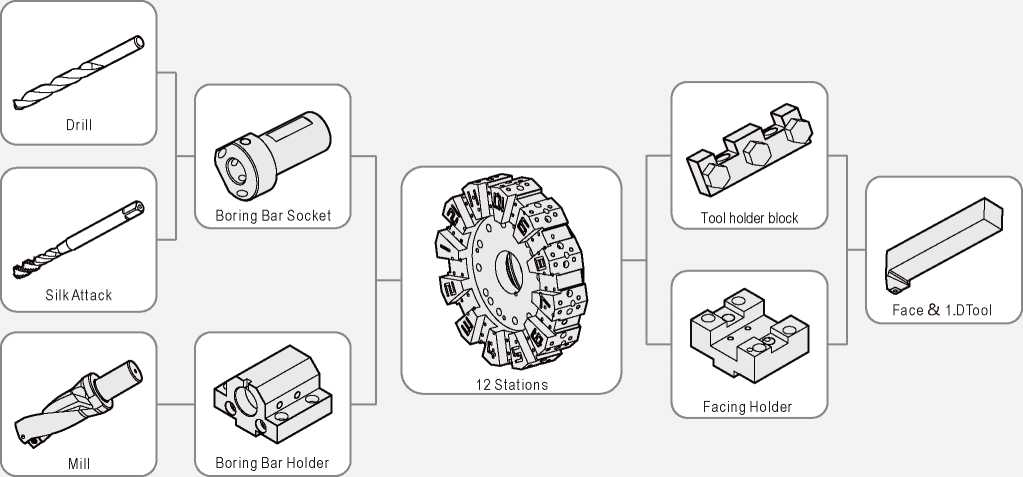 Drill
Silk Attack
Mill
Boring Bar Socket
Boring Bar Holder
12 Stations
Tool holder block
Facing Holder
Face & 1.DTool